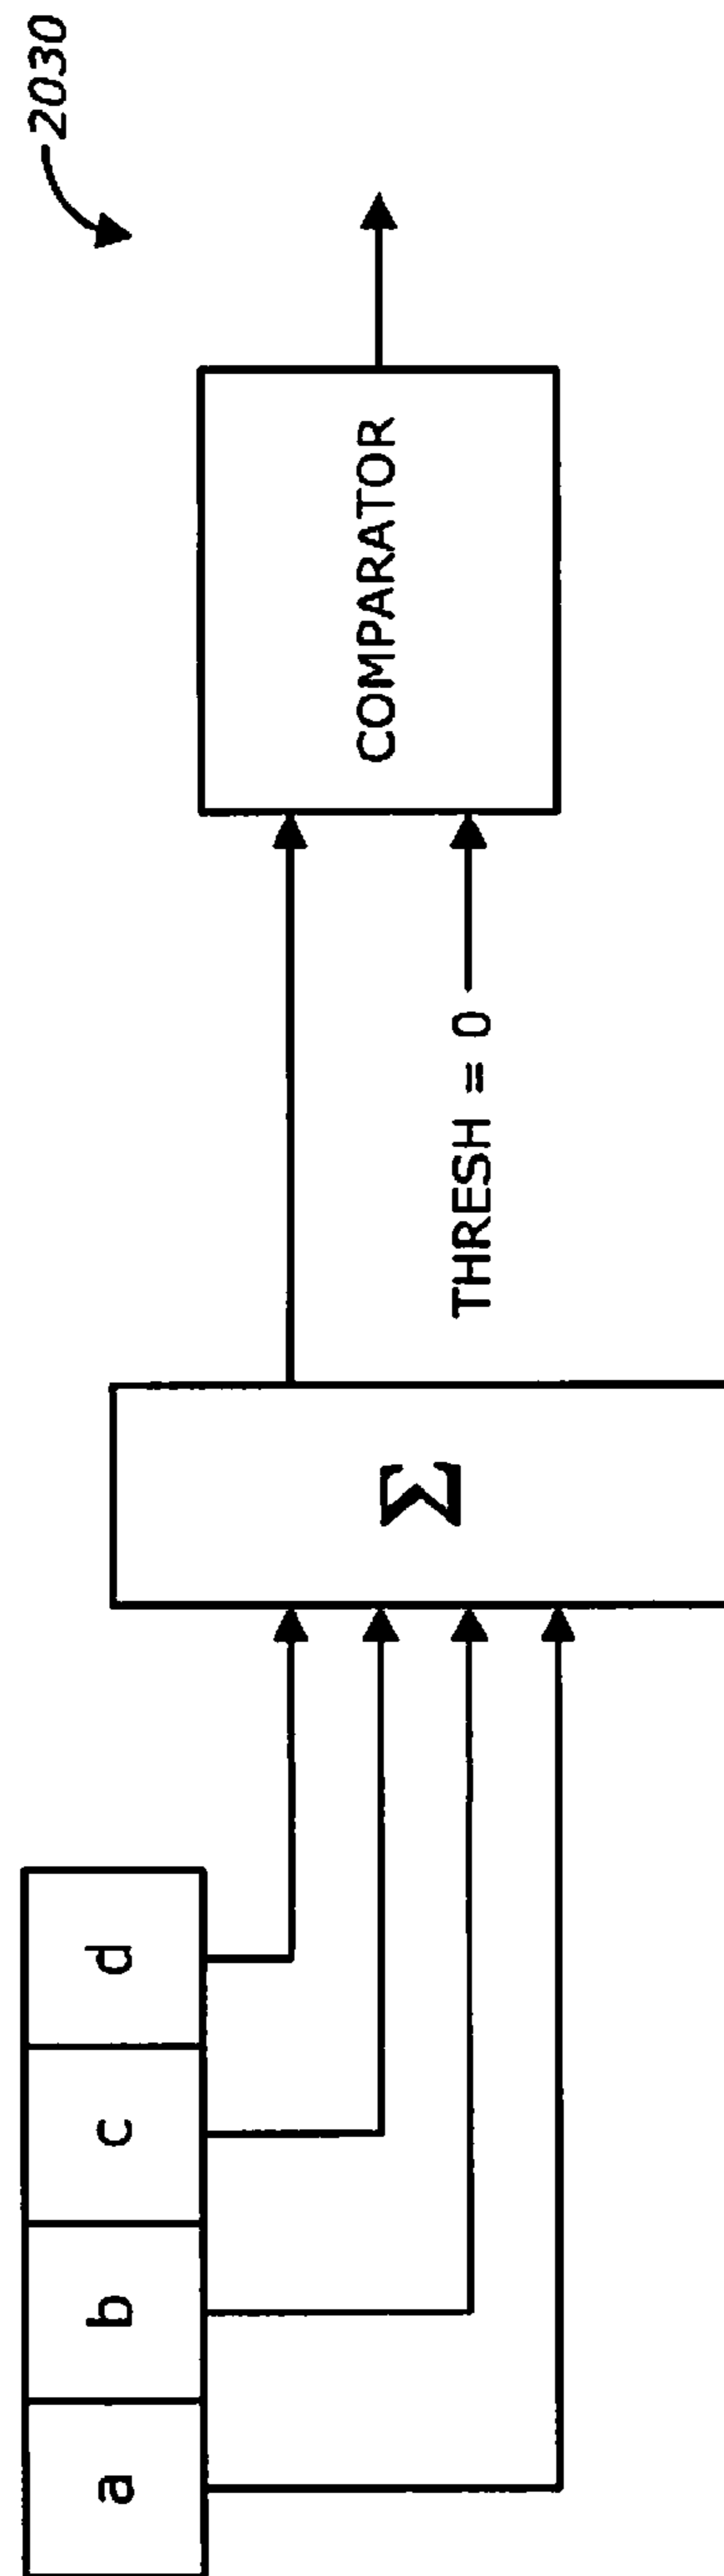 2030
a b c d
Σ
THRESH = 0
COMPARATOR